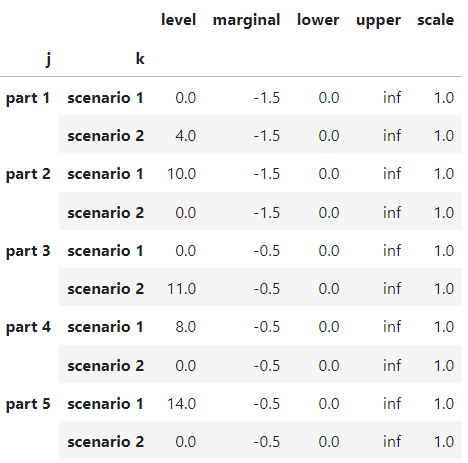 level marginal lower upper scale
j k
part 1 scenario 1 0.0 -1.5 0.0 inf 1.0
scenario 2 4.0 -1.5 0.0 inf 1.0
part 2 scenario 1 10.0 -1.5 0.0 inf 1.0
scenario 2 0.0 -1.5 0.0 inf 1.0
part 3 scenario 1 0.0 -0.5 0.0 inf 1.0
scenario 2 11.0 -0.5 0.0 inf 1.0
part 4 scenario 1 8.0 -0.5 0.0 inf 1.0
scenario 2 0.0 -0.5 0.0 inf 1.0
part 5 scenario 1 14.0 -0.5 0.0 inf 1.0
scenario 2 0.0 -0.5 0.0 inf 1.0